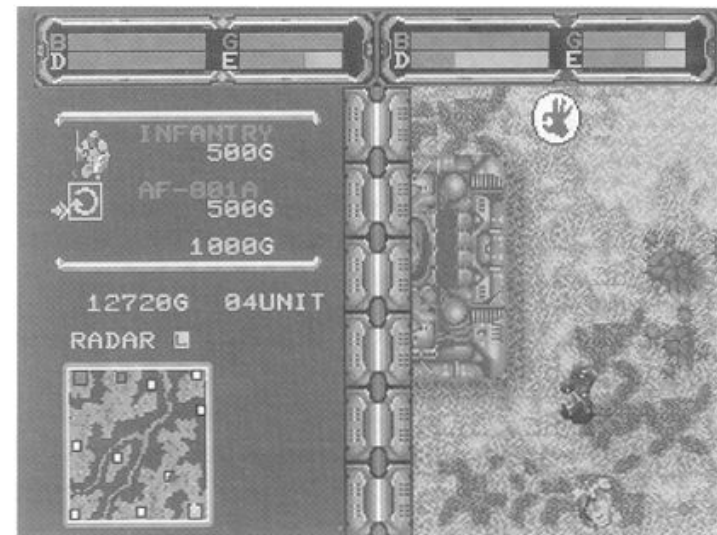 B G B G
D E D E
INFANTRY
500G
AF-001A
500G
1000G
12720G 04UNIT
RADAR L